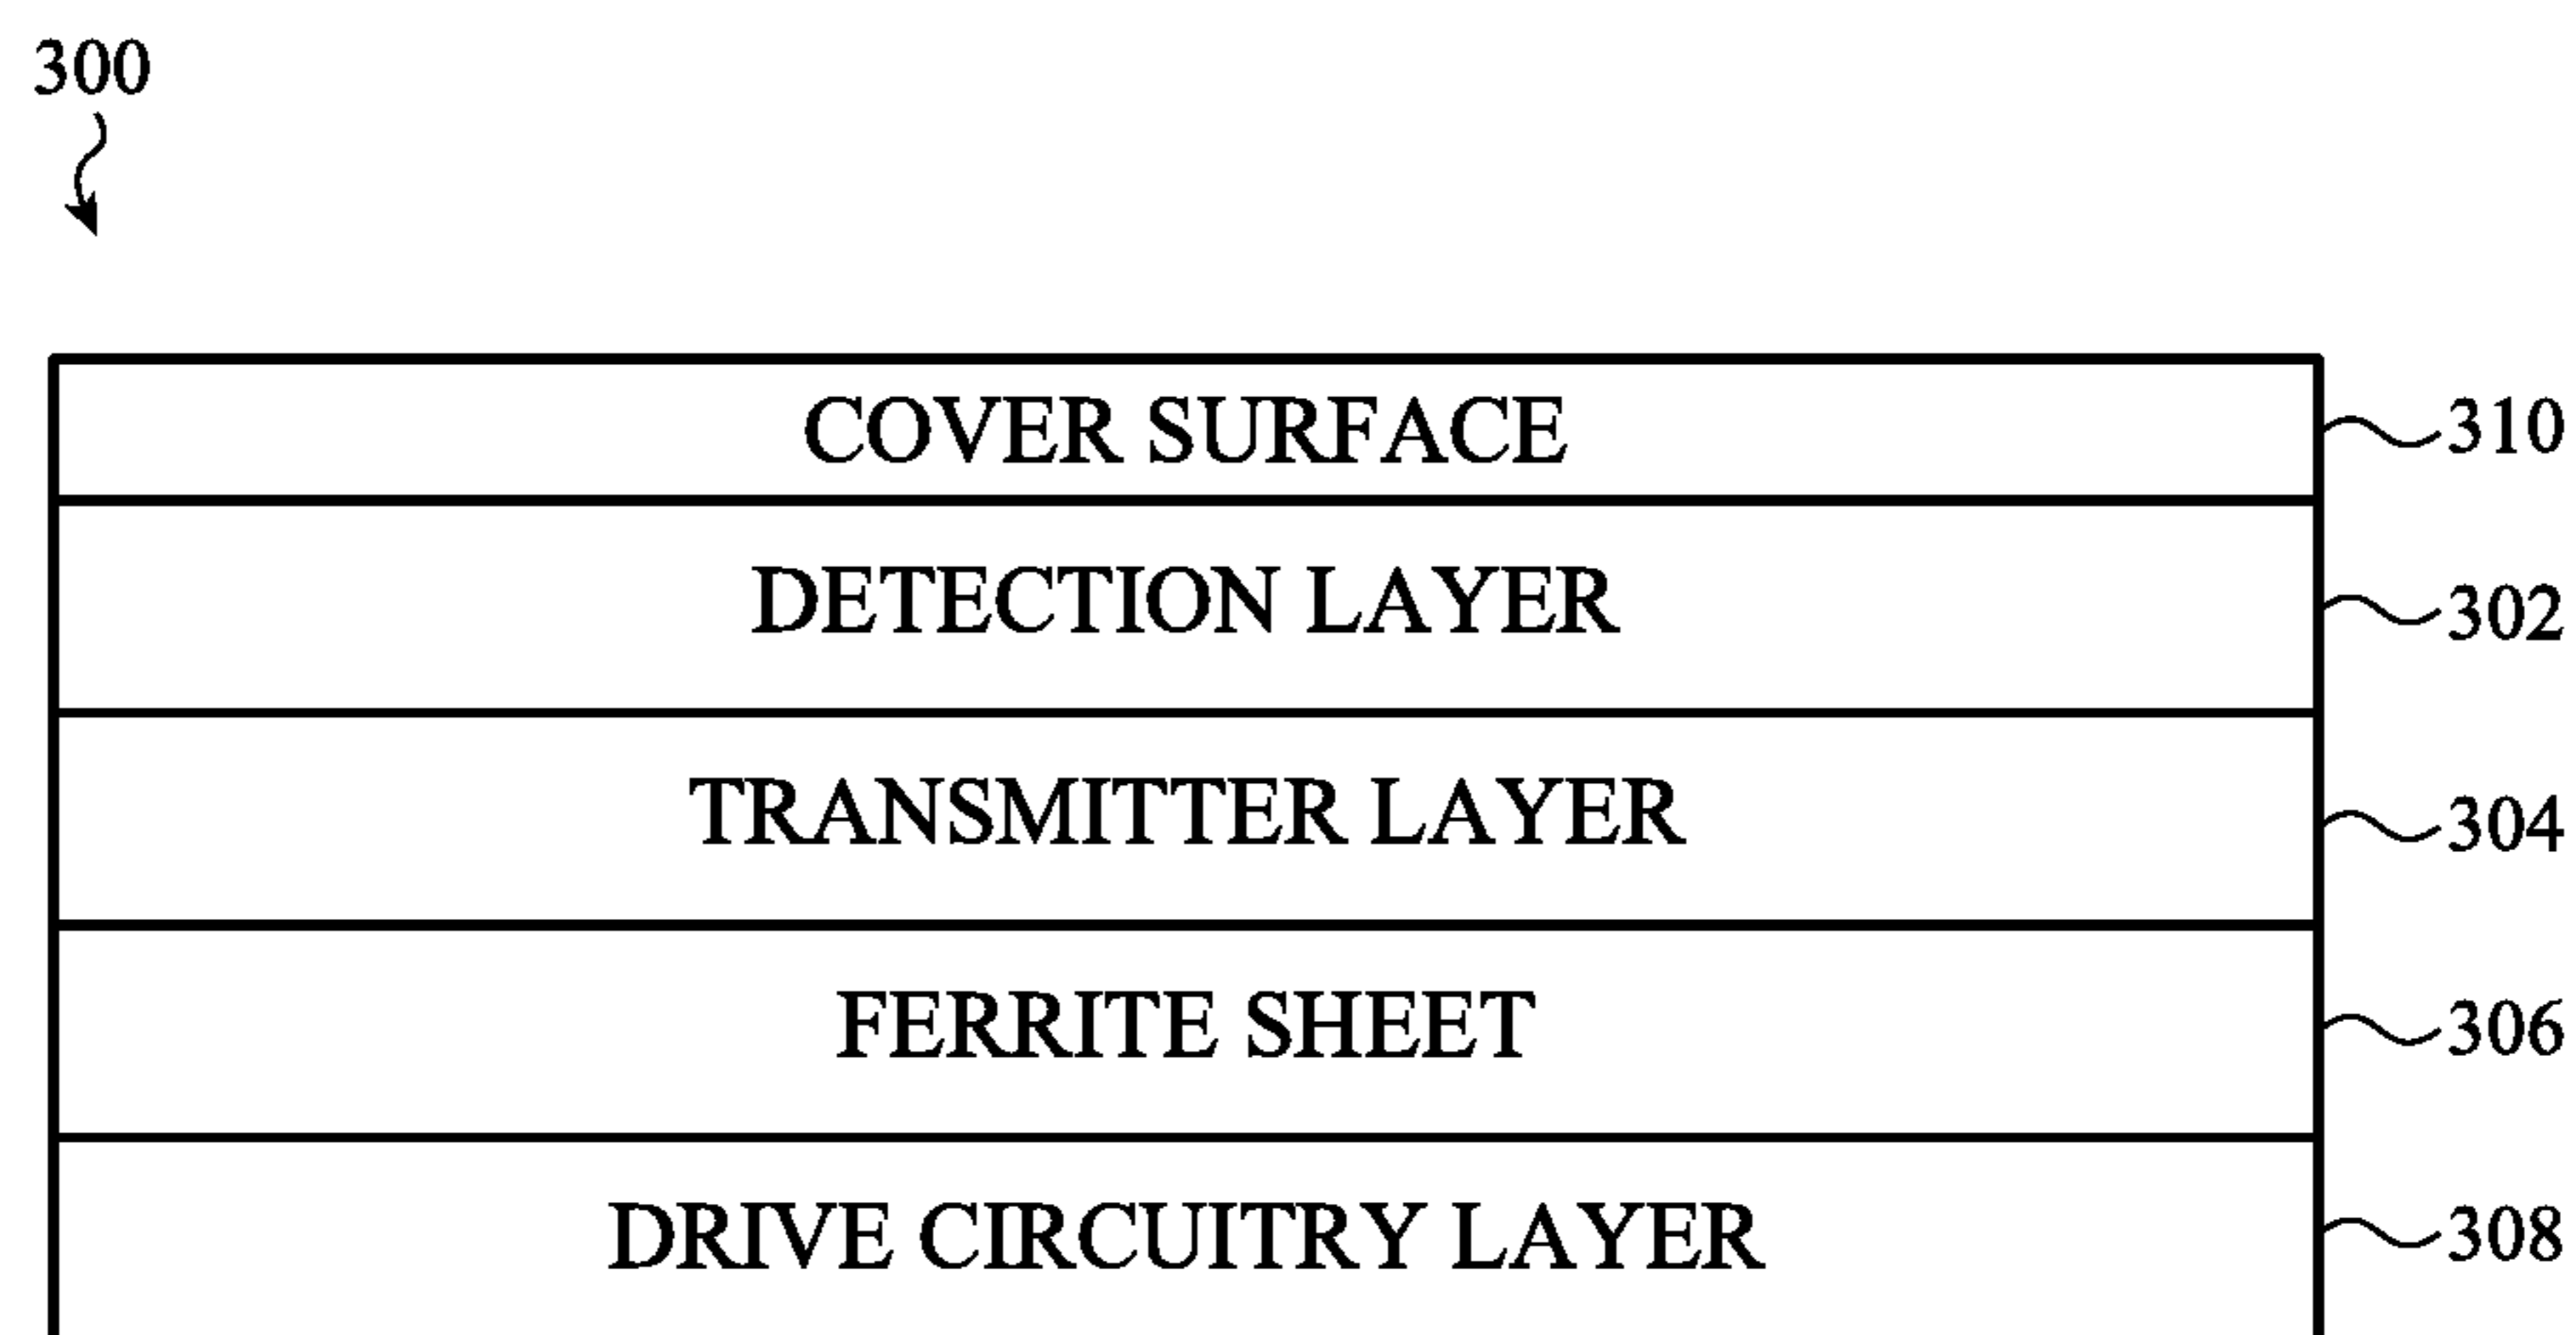 300
COVER SURFACE 310
DETECTION LAYER 302
TRANSMITTER LAYER 304
FERRITE SHEET 306
DRIVE CIRCUITRY LAYER 308